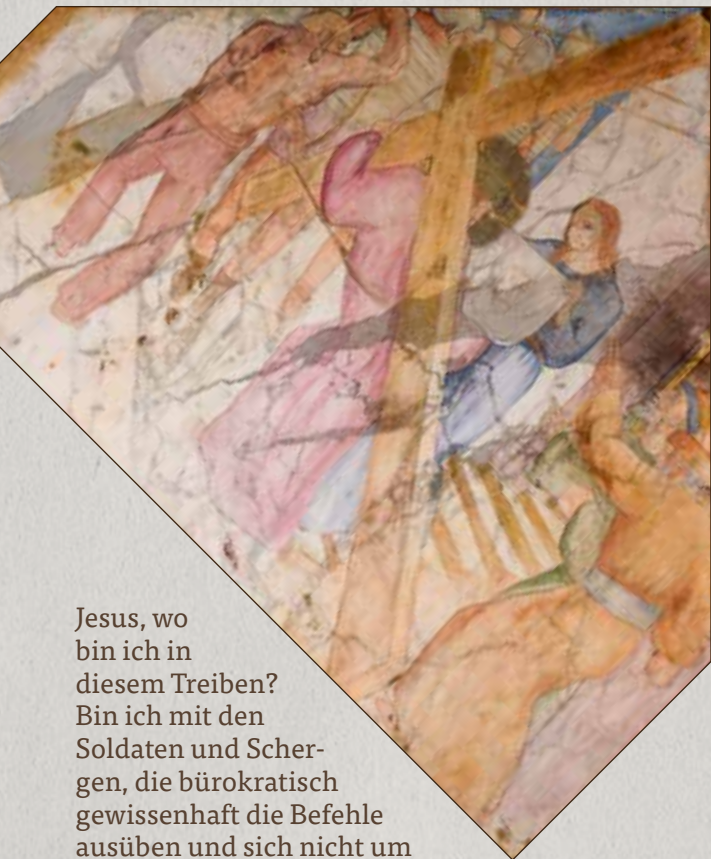 Jesus, wo
bin ich in
diesem Treiben?
Bin ich mit den
Soldaten und Scher-
gen, die bürokratisch
gewissenhaft die Befehle
ausüben und sich nicht um